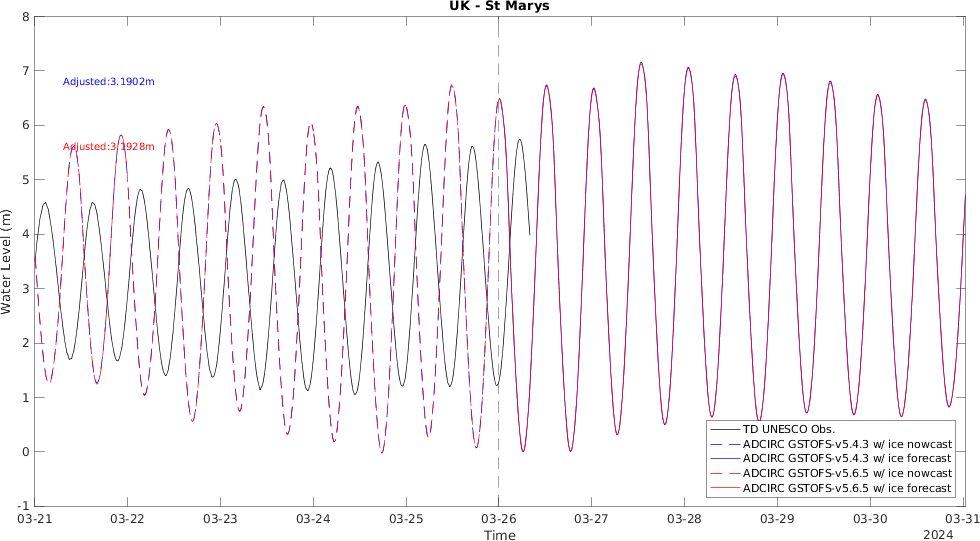 UK - St Marys
8
7
6
5
4
3
2
1
0
-1
Water Level (m)
Adjusted:3.1902m
Adjusted:3.1928m
TD UNESCO Obs.
ADCIRC GSTOFS-v5.4.3 w/ ice nowcast
ADCIRC GSTOFS-v5.4.3 w/ ice forecast
ADCIRC GSTOFS-v5.6.5 w/ ice nowcast
ADCIRC GSTOFS-v5.6.5 w/ ice forecast
03-21 03-22 03-23 03-24 03-25 03-26 03-27 03-28 03-29 03-30 03-31
Time
2024